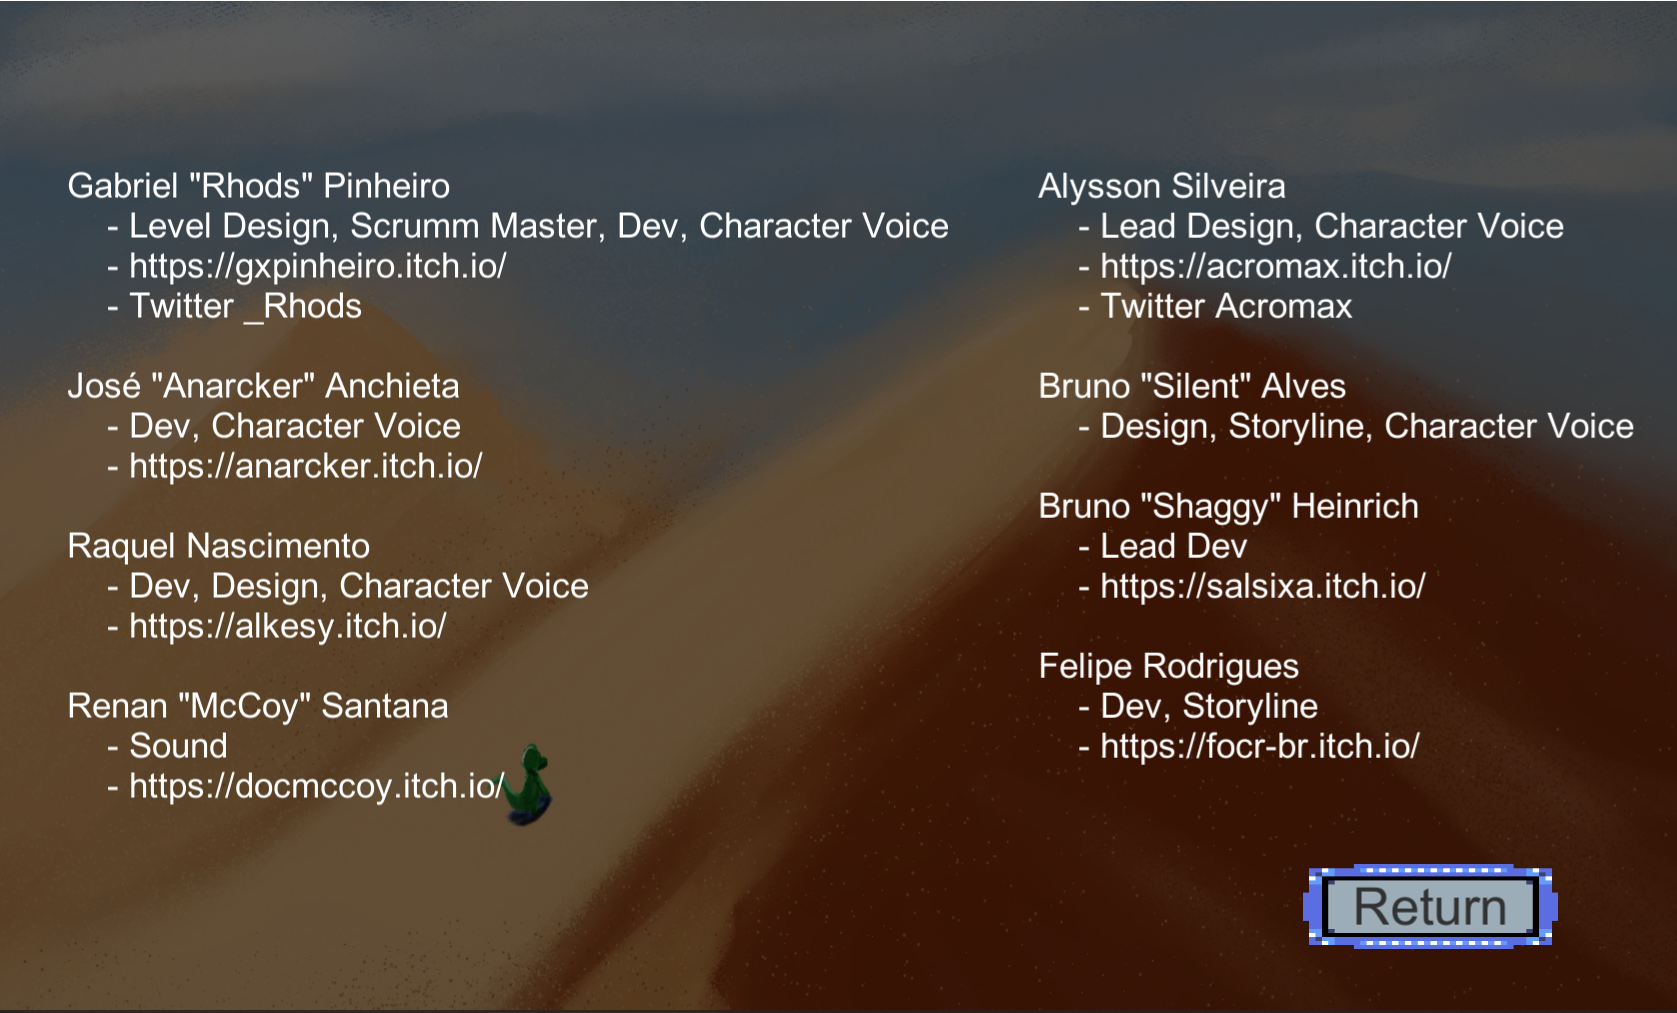 Gabriel "Rhods" Pinheiro
- Level Design, Scrumm Master, Dev, Character Voice
- https://gxpinheiro.itch.io/
- Twitter _Rhods
José "Anarcker" Anchieta
- Dev, Character Voice
- https://anarcker.itch.io/
Raquel Nascimento
- Dev, Design, Character Voice
- https://alkesy.itch.io/
Renan "McCoy" Santana
- Sound
- https://docmccoy.itch.io/
Alysson Silveira
- Lead Design, Character Voice
- https://acromax.itch.io/
- Twitter Acromax
Bruno "Silent" Alves
- Design, Storyline, Character Voice
Bruno "Shaggy" Heinrich
- Lead Dev
- https://salsixa.itch.io/
Felipe Rodrigues
- Dev, Storyline
- https://focr-br.itch.io/
Return